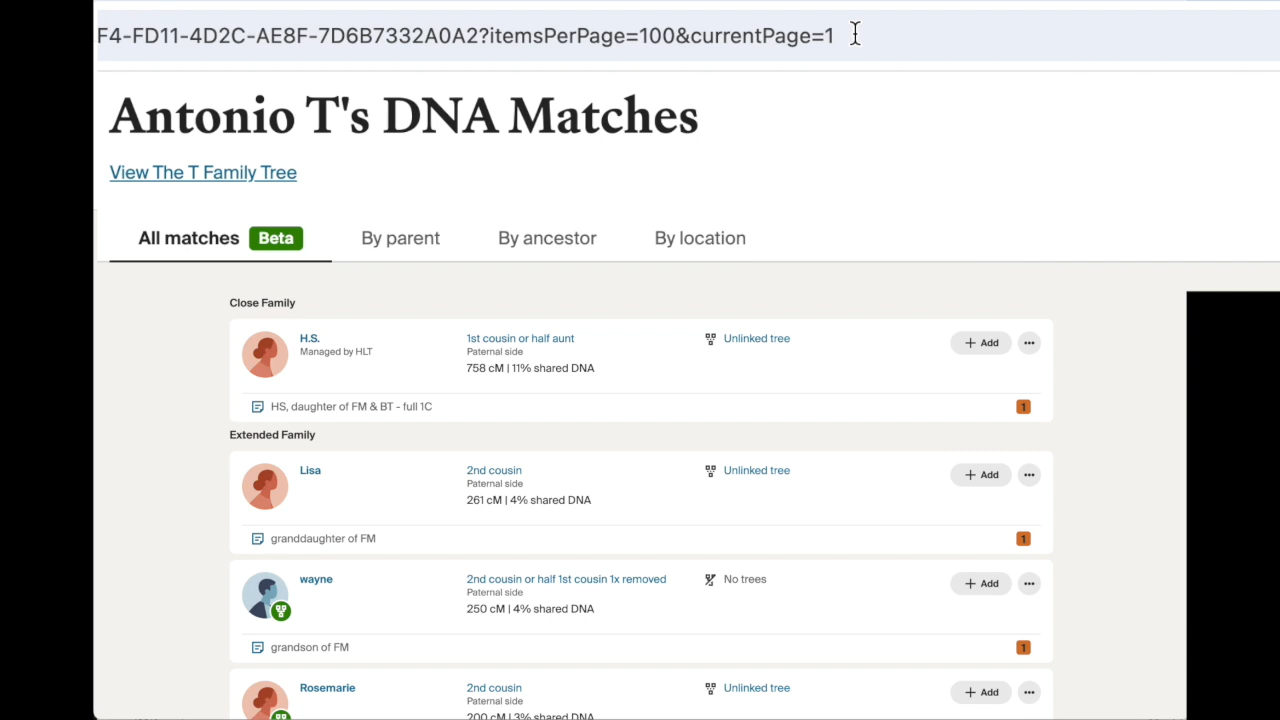 F4-FD11-4D2C-AE8F-7D6B7332A0A2?itemsPerPage=100&currentPage=1
Antonio T's DNA Matches
View The T Family Tree
All matches Beta By parent By ancestor By location
Close Family
H.S. 1st cousin or half aunt Unlinked tree + Add ...
Managed by HLT Paternal side
758 cM | 11% shared DNA
HS, daughter of FM & BT - full 1C 1
Extended Family
Lisa 2nd cousin Unlinked tree + Add ...
Paternal side
261 cM | 4% shared DNA
granddaughter of FM 1
wayne 2nd cousin or half 1st cousin 1x removed No trees + Add ...
Paternal side
250 cM | 4% shared DNA
grandson of FM 1
Rosemarie 2nd cousin Unlinked tree + Add ...
Paternal side
200 cM | 3% shared DNA